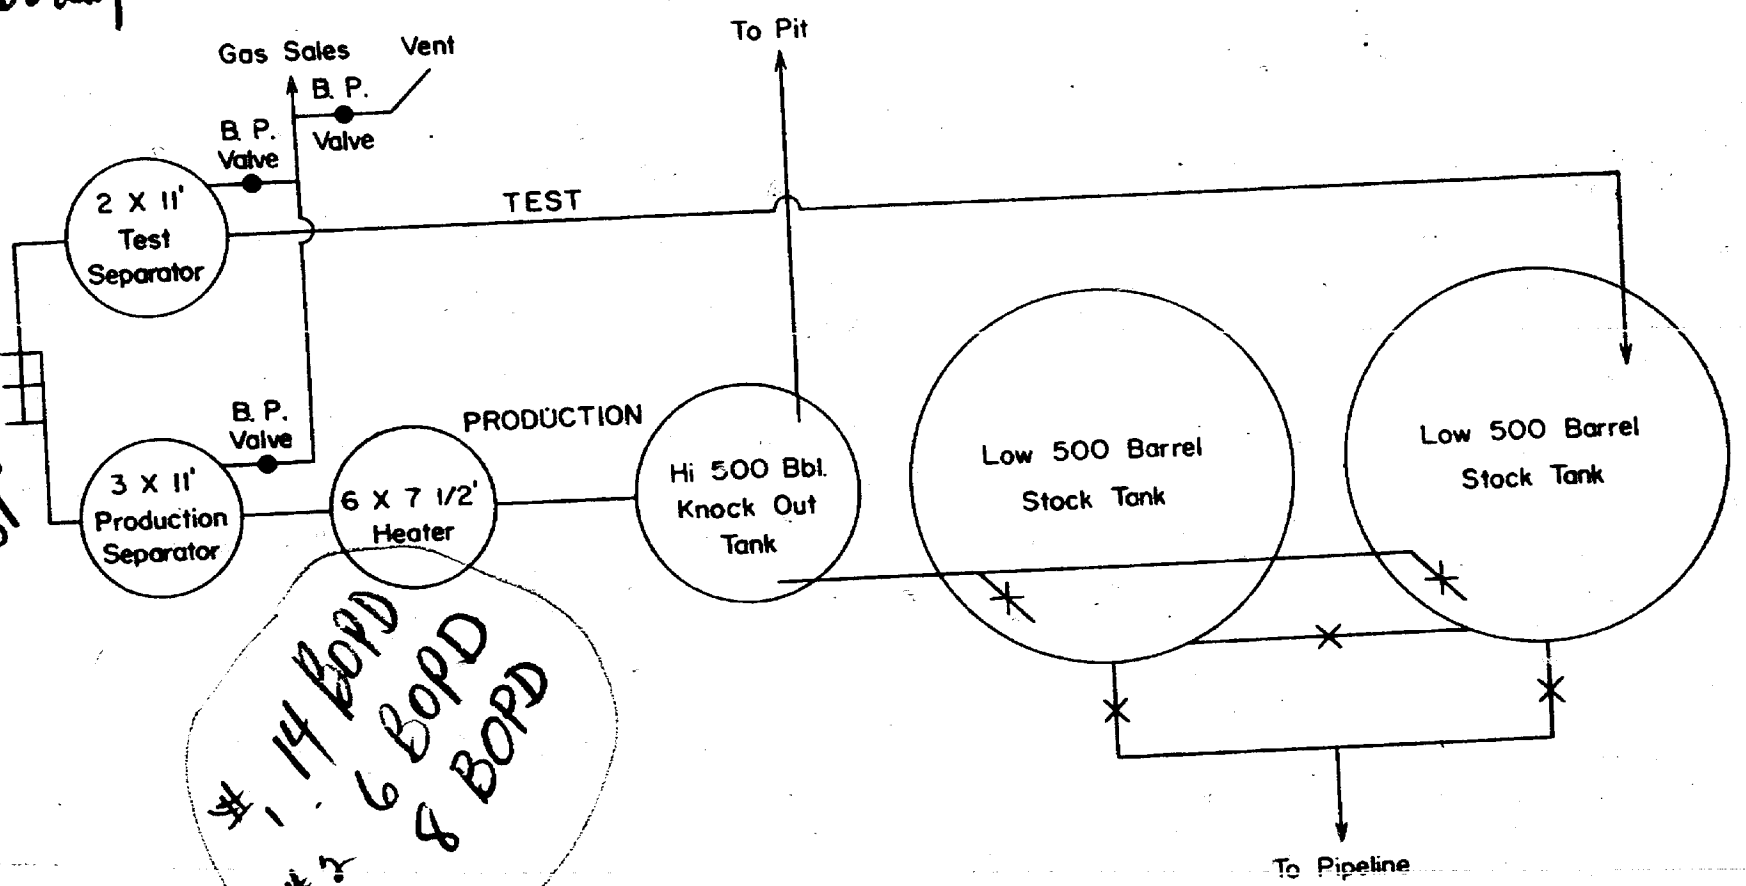 To Pit
Gas Sales
Vent
B. P.
Valve
B. P.
Valve
2 X 11'
Test
Separator
TEST
B. P.
Valve
PRODUCTION
3 X 11'
Production
Separator
6 X 7 1/2'
Heater
Hi 500 Bbl.
Knock Out
Tank
Low 500 Barrel
Stock Tank
Low 500 Barrel
Stock Tank
#1 14 BOPD
6 BOPD
8 BOPD
To Pipeline